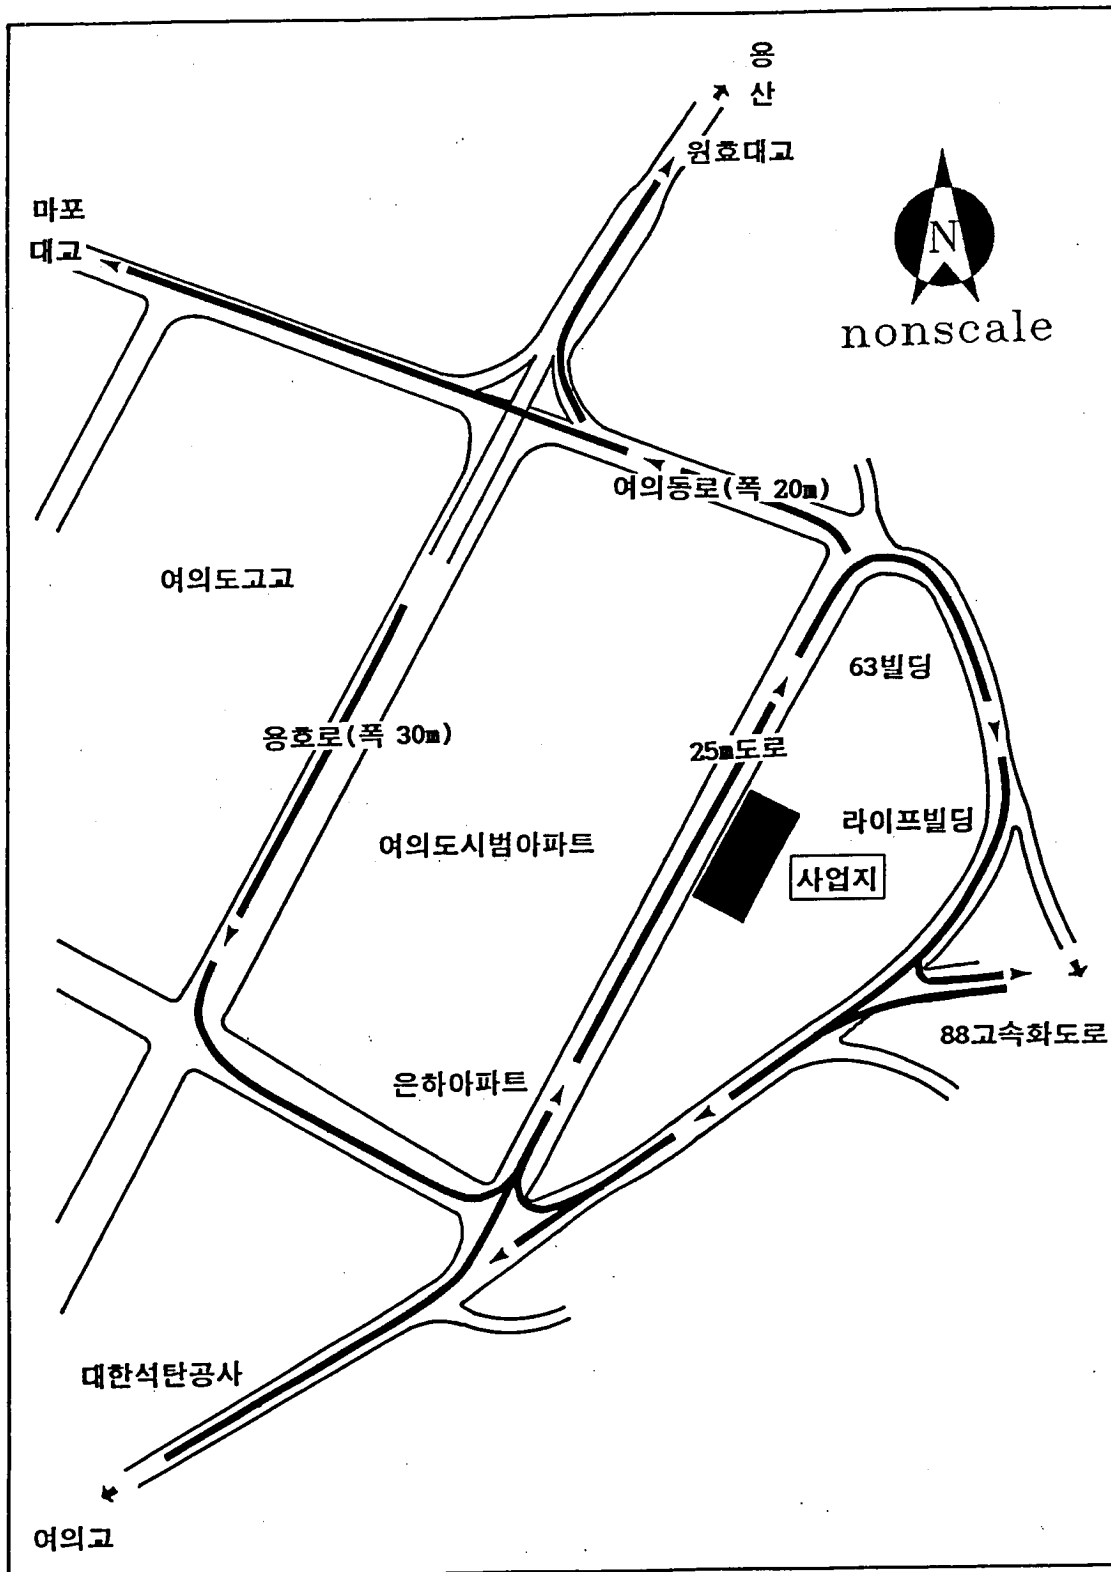 용
산
원호대교
마포
대교
N
nonscale
여의동로(폭 20m)
여의도고교
63빌딩
용호로(폭 30m)
25m도로
라이프빌딩
여의도시범아파트
사업지
88고속화도로
은하아파트
대한석탄공사
여의교